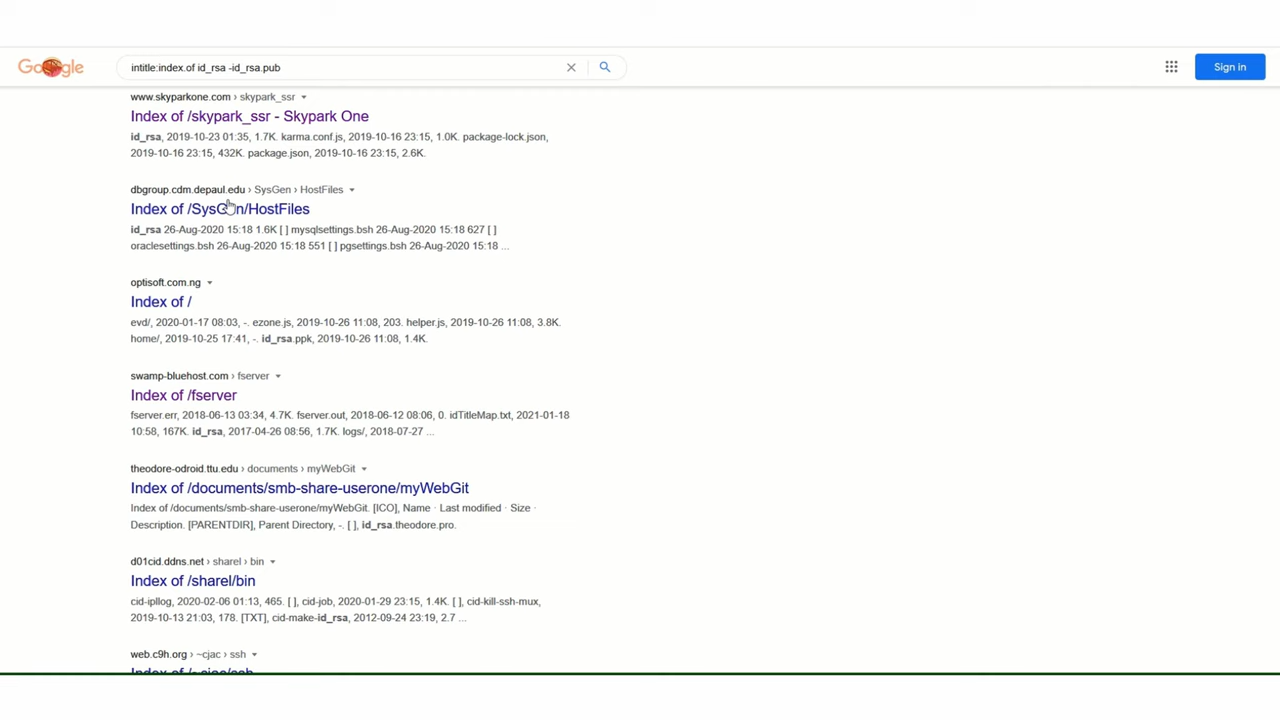 Google
intitle:index.of id_rsa -id_rsa.pub
Sign in
www.skyparkone.com › skypark_ssr
Index of /skypark_ssr - Skypark One
id_rsa, 2019-10-23 01:35, 1.7K. karma.conf.js, 2019-10-16 23:15, 1.0K. package-lock.json,
2019-10-16 23:15, 432K. package.json, 2019-10-16 23:15, 2.6K.
dbgroup.cdm.depaul.edu › SysGen › HostFiles
Index of /SysGen/HostFiles
id_rsa 26-Aug-2020 15:18 1.6K [ ] mysqlsettings.bsh 26-Aug-2020 15:18 627 [ ]
oraclesettings.bsh 26-Aug-2020 15:18 551 [ ] pgsettings.bsh 26-Aug-2020 15:18 ...
optisoft.com.ng
Index of /
evd/, 2020-01-17 08:03, -. ezone.js, 2019-10-26 11:08, 203. helper.js, 2019-10-26 11:08, 3.8K.
home/, 2019-10-25 17:41, -. id_rsa.ppk, 2019-10-26 11:08, 1.4K.
swamp-bluehost.com › fserver
Index of /fserver
fserver.err, 2018-06-13 03:34, 4.7K. fserver.out, 2018-06-12 08:06, 0. idTitleMap.txt, 2021-01-18
10:58, 167K. id_rsa, 2017-04-26 08:56, 1.7K. logs/, 2018-07-27 ...
theodore-odroid.ttu.edu › documents › myWebGit
Index of /documents/smb-share-userone/myWebGit
Index of /documents/smb-share-userone/myWebGit. [ICO], Name · Last modified · Size ·
Description. [PARENTDIR], Parent Directory, -. [ ], id_rsa.theodore.pro.
d01cid.ddns.net › sharel › bin
Index of /sharel/bin
cid-ipllog, 2020-02-06 01:13, 465. [ ], cid-job, 2020-01-29 23:15, 1.4K. [ ], cid-kill-ssh-mux,
2019-10-13 21:03, 178. [TXT], cid-make-id_rsa, 2012-09-24 23:19, 2.7 ...
web.c9h.org › ~cjac › ssh
Index of /~cjac/ssh